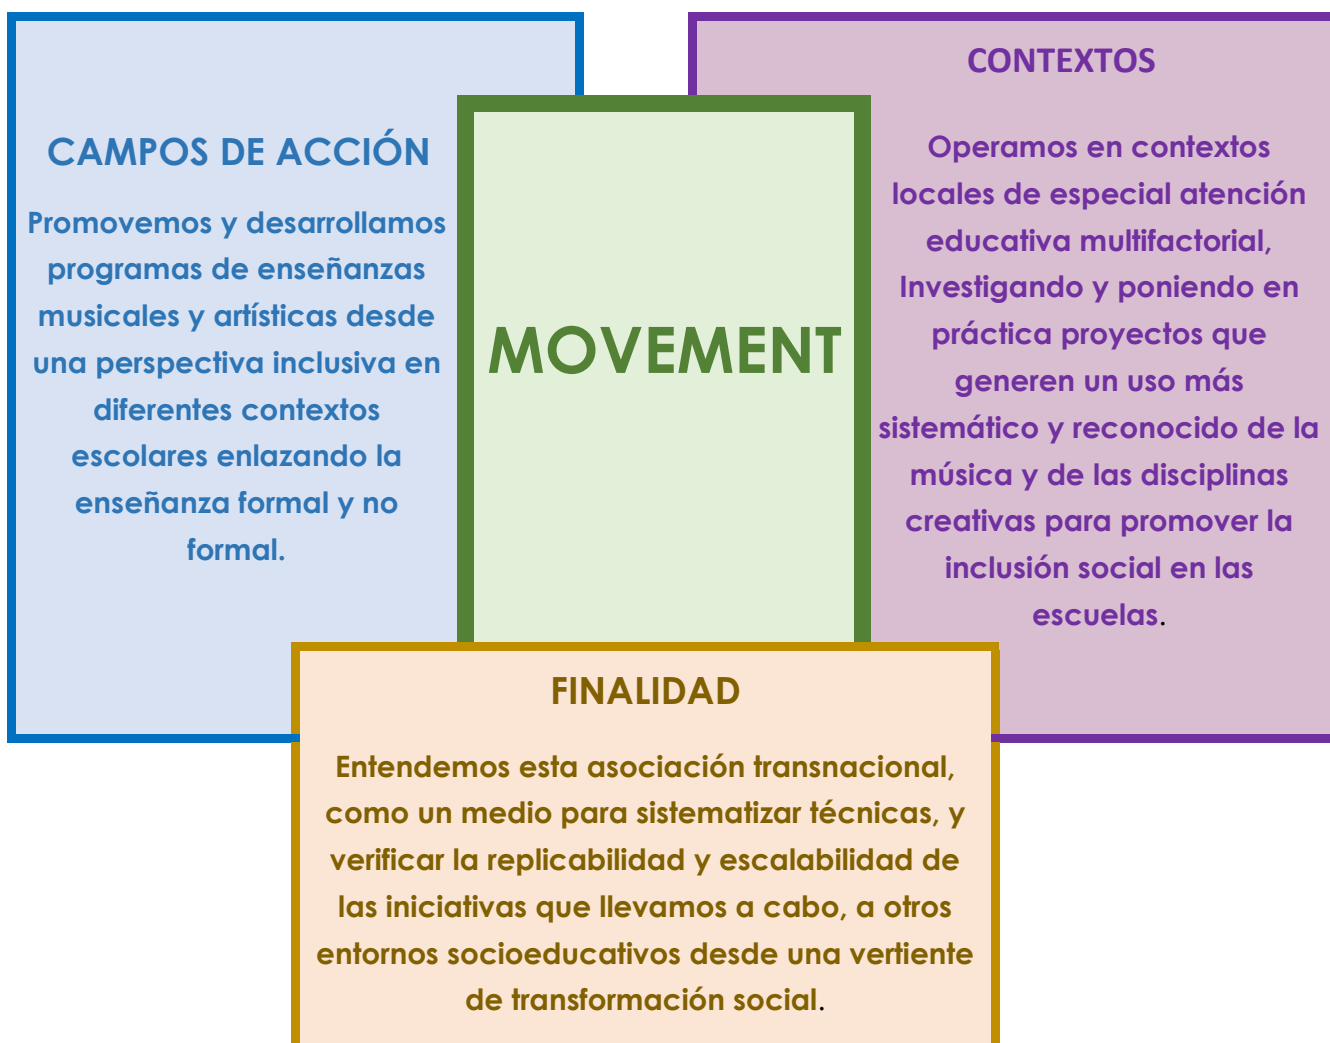 CAMPOS DE ACCIÓN
Promovemos y desarrollamos
programas de enseñanzas
musicales y artísticas desde
una perspectiva inclusiva en
diferentes contextos
escolares enlazando la
enseñanza formal y no
formal.
MOVEMENT
CONTEXTOS
Operamos en contextos
locales de especial atención
educativa multifactorial,
Investigando y poniendo en
práctica proyectos que
generen un uso más
sistemático y reconocido de la
música y de las disciplinas
creativas para promover la
inclusión social en las
escuelas.
FINALIDAD
Entendemos esta asociación transnacional,
como un medio para sistematizar técnicas, y
verificar la replicabilidad y escalabilidad de
las iniciativas que llevamos a cabo, a otros
entornos socioeducativos desde una vertiente
de transformación social.